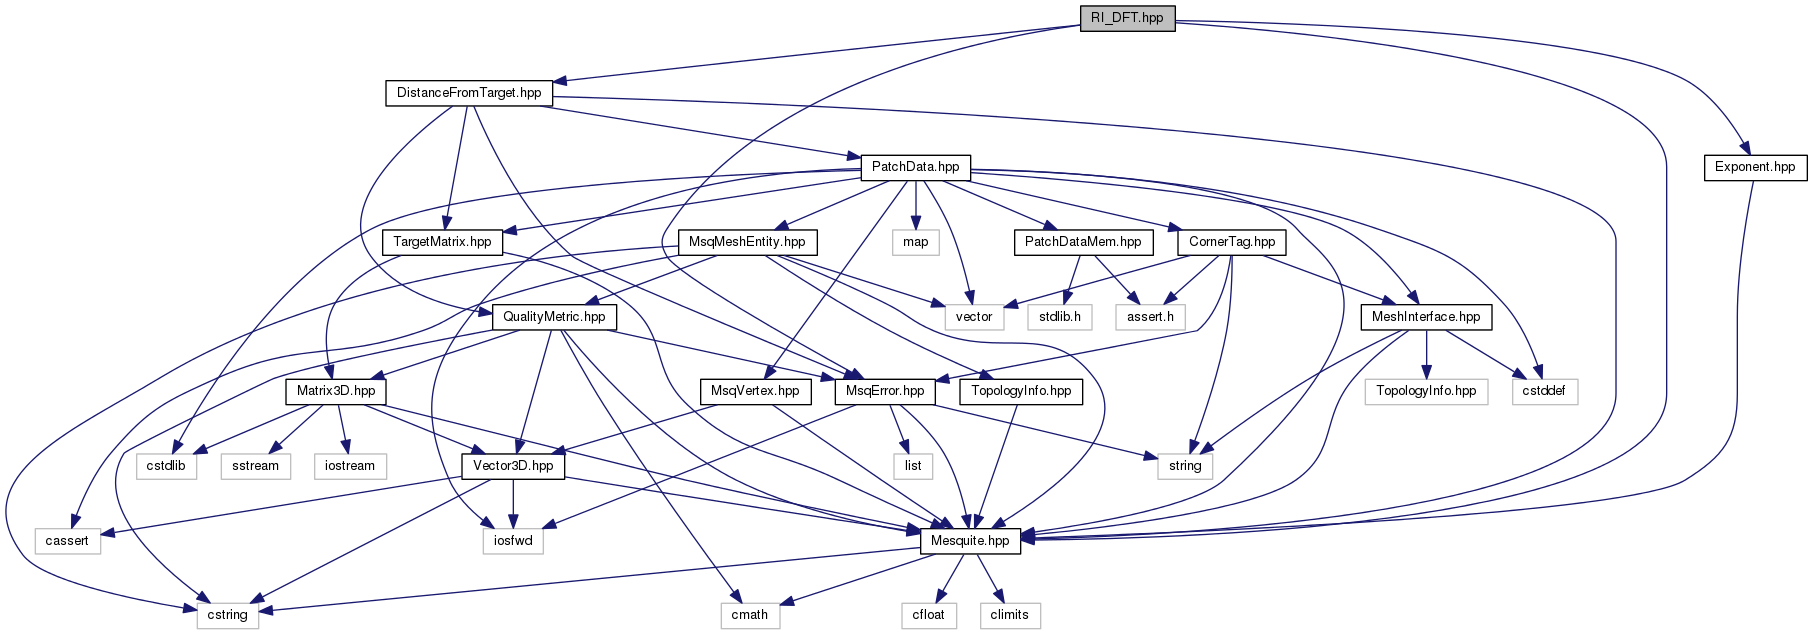 RI_DFT.hpp
DistanceFromTarget.hpp
PatchData.hpp
Exponent.hpp
TargetMatrix.hpp
MsqMeshEntity.hpp
map
PatchDataMem.hpp
CornerTag.hpp
QualityMetric.hpp
vector
stdlib.h
assert.h
MeshInterface.hpp
Matrix3D.hpp
MsqVertex.hpp
MsqError.hpp
TopologyInfo.hpp
TopologyInfo.hpp
cstddef
cstdlib
sstream
iostream
Vector3D.hpp
list
string
cassert
iosfwd
Mesquite.hpp
cstring
cmath
cfloat
climits